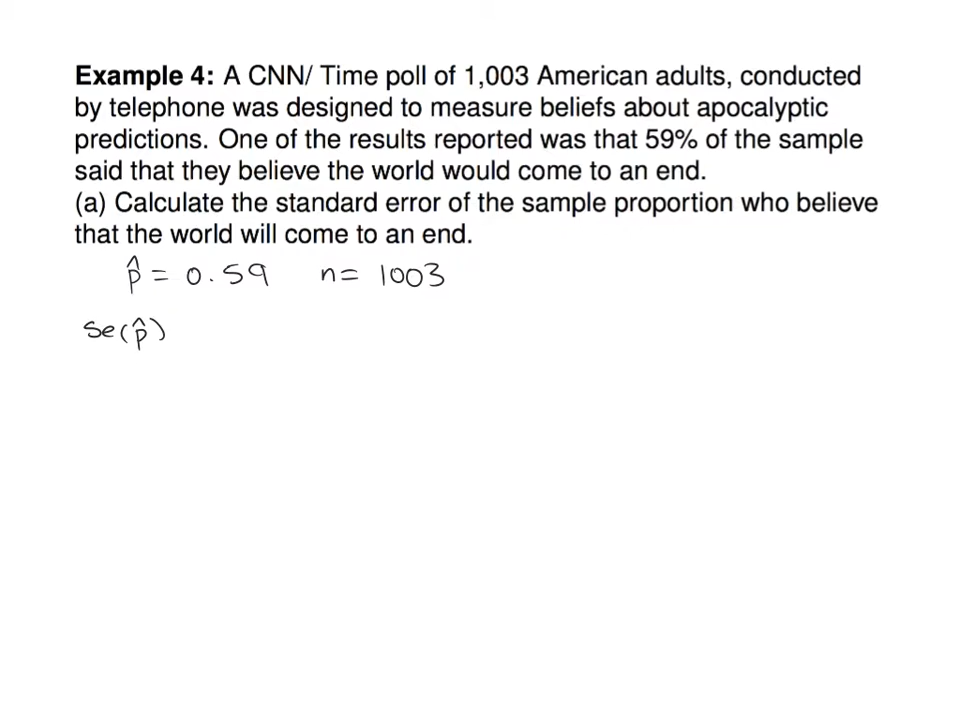 Example 4: A CNN/ Time poll of 1,003 American adults, conducted
by telephone was designed to measure beliefs about apocalyptic
predictions. One of the results reported was that 59% of the sample
said that they believe the world would come to an end.
(a) Calculate the standard error of the sample proportion who believe
that the world will come to an end.
p̂ = 0.59 n= 1003
se(p̂)